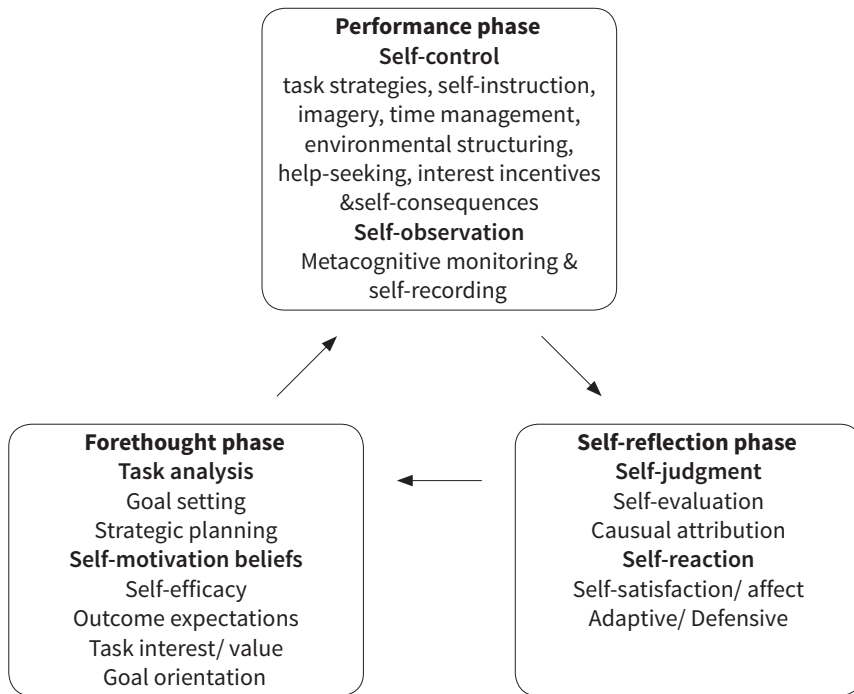 Performance phase
Self-control
task strategies, self-instruction,
imagery, time management,
environmental structuring,
help-seeking, interest incentives
&self-consequences
Self-observation
Metacognitive monitoring &
self-recording
Forethought phase
Task analysis
Goal setting
Strategic planning
Self-motivation beliefs
Self-efficacy
Outcome expectations
Task interest/ value
Goal orientation
Self-reflection phase
Self-judgment
Self-evaluation
Causual attribution
Self-reaction
Self-satisfaction/ affect
Adaptive/ Defensive